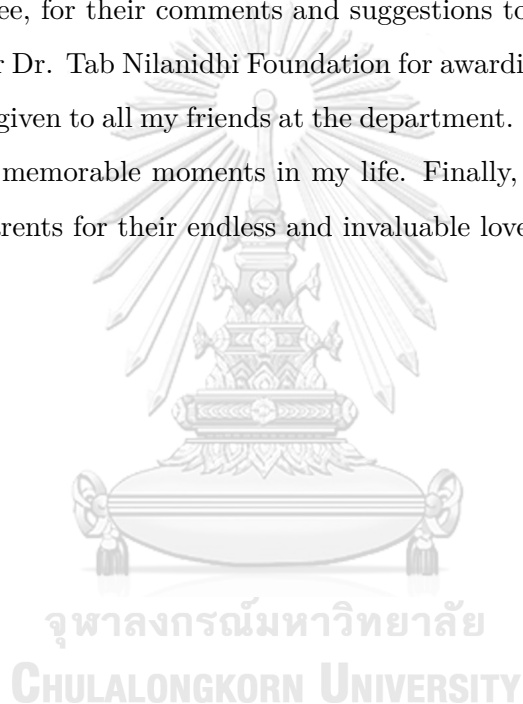 ee, for their comments and suggestions to
r Dr. Tab Nilanidhi Foundation for awardi
given to all my friends at the department.
memorable moments in my life. Finally,
rents for their endless and invaluable love
จุฬาลงกรณ์มหาวิทยาลัย
CHULALONGKORN UNIVERSITY